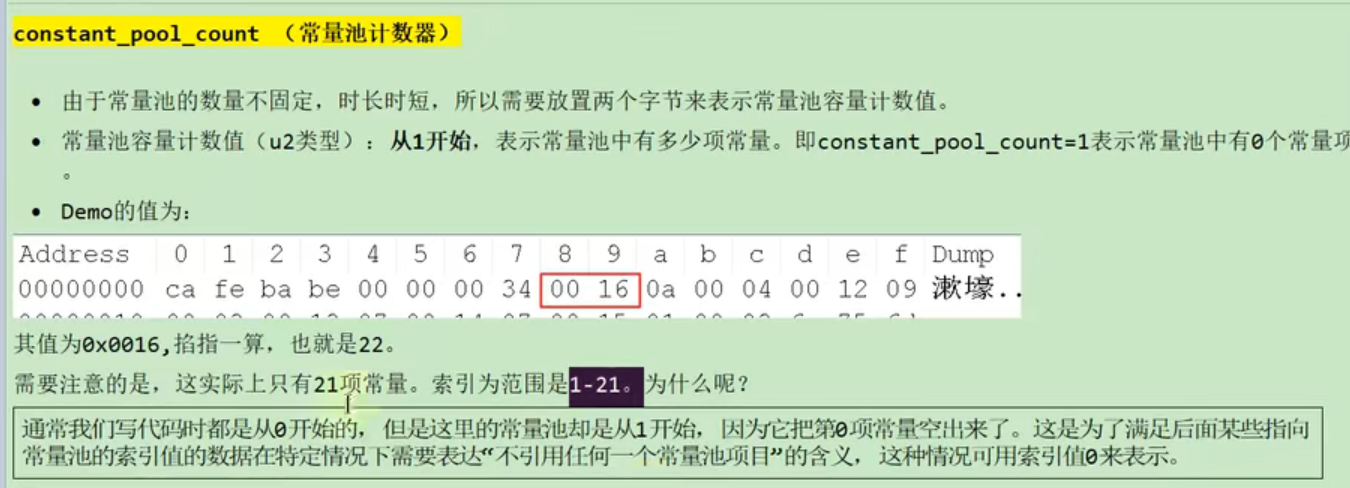 constant_pool_count （常量池计数器）
• 由于常量池的数量不固定，时长时短，所以需要放置两个字节来表示常量池容量计数值。
• 常量池容量计数值（u2类型）：从1开始，表示常量池中有多少项常量。即constant_pool_count=1表示常量池中有0个常量项
。
• Demo的值为：
Address 0 1 2 3 4 5 6 7 8 9 a b c d e f Dump
00000000 ca fe ba be 00 00 00 34 00 16 0a 00 04 00 12 09 漱壕..
其值为0x0016,掐指一算，也就是22。
需要注意的是，这实际上只有21项常量。索引为范围是1-21。为什么呢？
通常我们写代码时都是从0开始的，但是这里的常量池却是从1开始，因为它把第0项常量空出来了。这是为了满足后面某些指向
常量池的索引值的数据在特定情况下需要表达“不引用任何一个常量池项目”的含义，这种情况可用索引值0来表示。